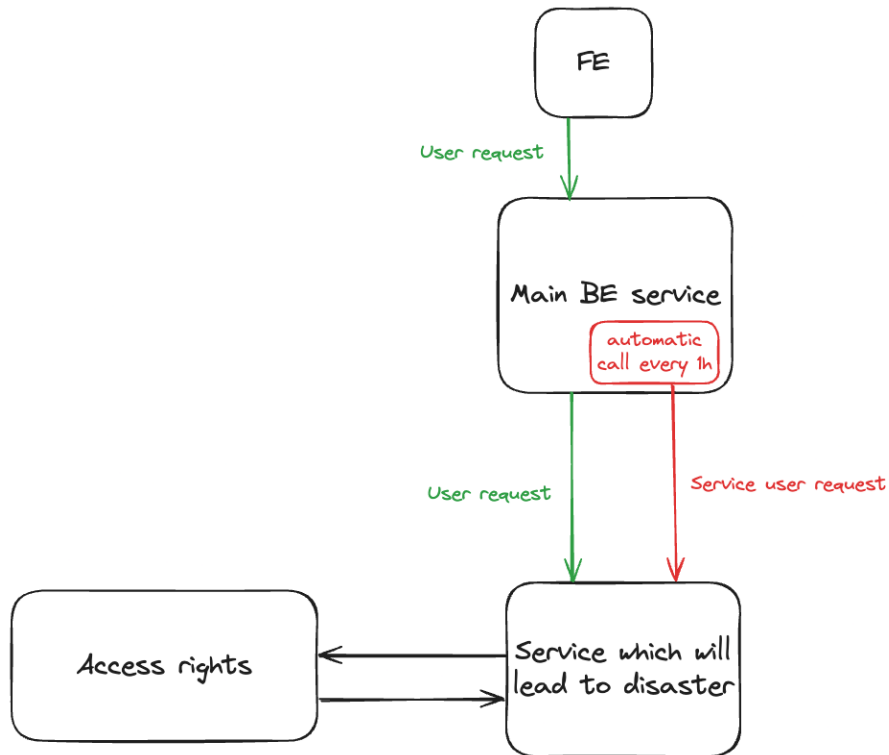 FE
User request
Main BE service
automatic
call every 1h
User request
Service user request
Access rights
Service which will
lead to disaster